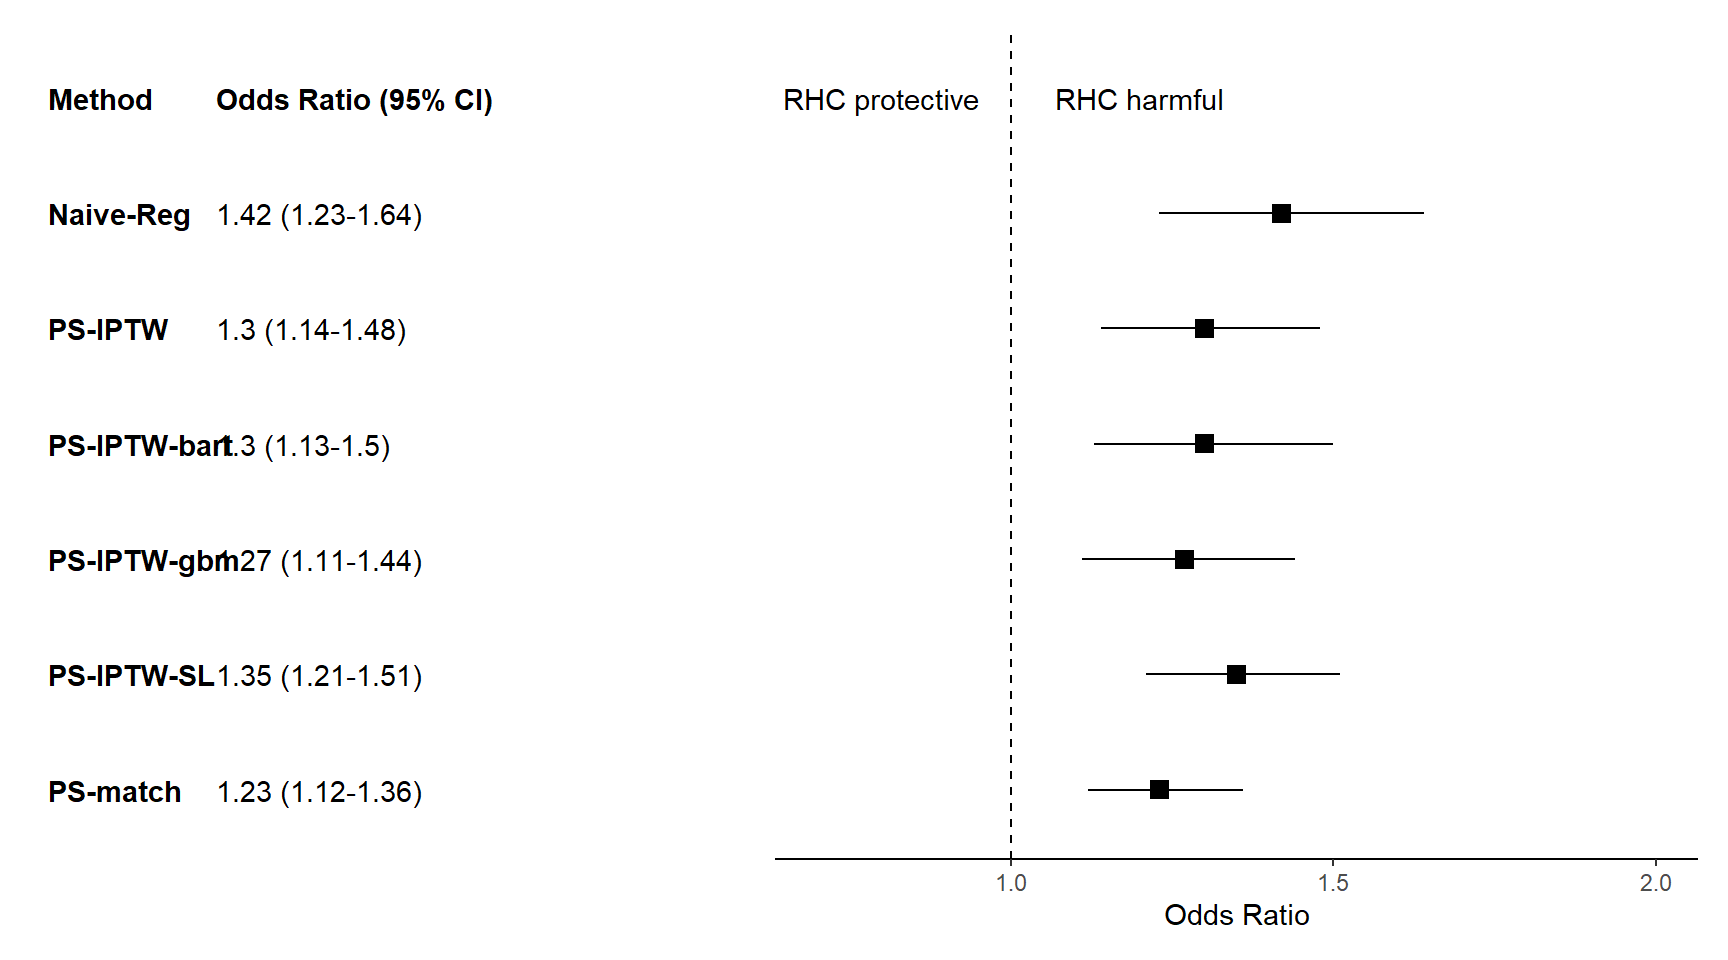 Method Odds Ratio (95% CI) RHC protective RHC harmful
Naive-Reg 1.42 (1.23-1.64)
PS-IPTW 1.3 (1.14-1.48)
PS-IPTW-bart 1.3 (1.13-1.5)
PS-IPTW-gbm 1.27 (1.11-1.44)
PS-IPTW-SL 1.35 (1.21-1.51)
PS-match 1.23 (1.12-1.36)
1.0 1.5 2.0
Odds Ratio